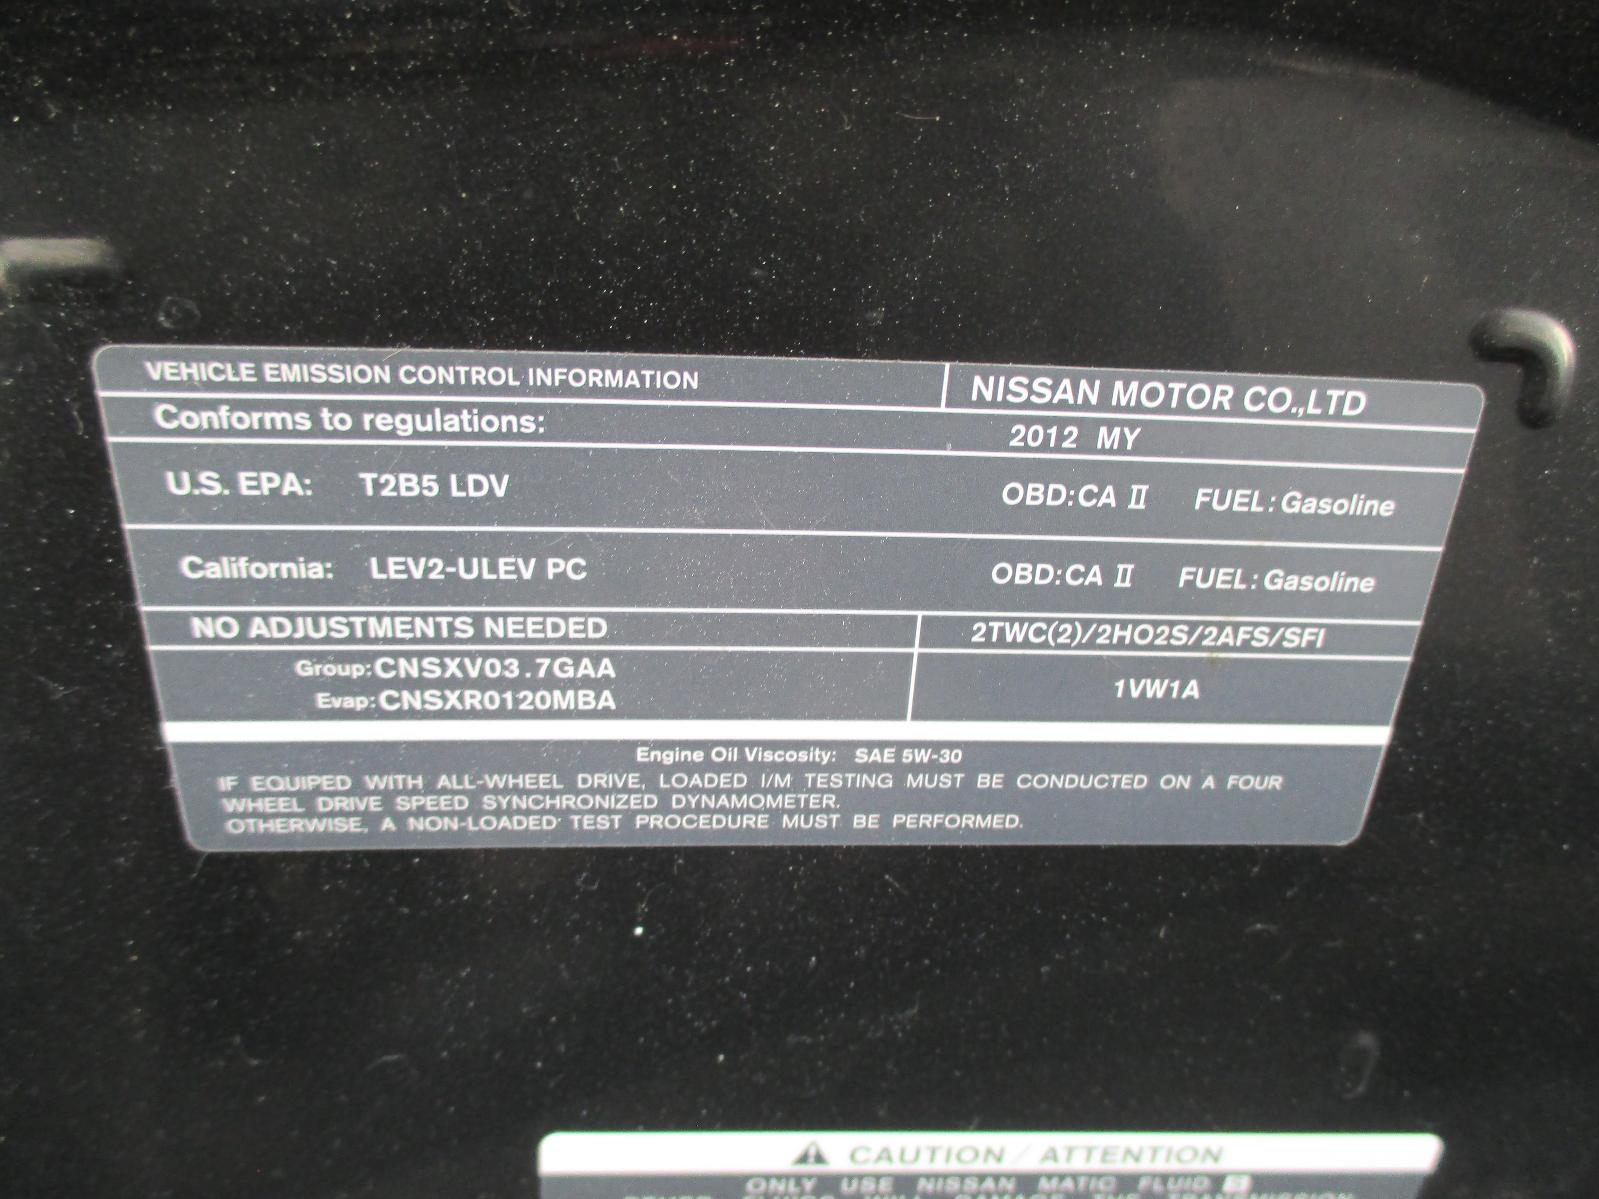 VEHICLE EMISSION CONTROL INFORMATION
NISSAN MOTOR CO.,LTD
Conforms to regulations:
2012 MY
U.S. EPA: T2B5 LDV OBD:CA II FUEL:Gasoline
California: LEV2-ULEV PC OBD:CA II FUEL:Gasoline
NO ADJUSTMENTS NEEDED
2TWC(2)/2HO2S/2AFS/SFI
Group:CNSXV03.7GAA
Evap:CNSXR0120MBA
1VW1A
Engine Oil Viscosity: SAE 5W-30
IF EQUIPED WITH ALL-WHEEL DRIVE, LOADED I/M TESTING MUST BE CONDUCTED ON A FOUR
WHEEL DRIVE SPEED SYNCHRONIZED DYNAMOMETER.
OTHERWISE, A NON-LOADED TEST PROCEDURE MUST BE PERFORMED.
CAUTION / ATTENTION
ONLY USE NISSAN MATIC FLUID
WILL DAMAGE THE TRANSMISSION